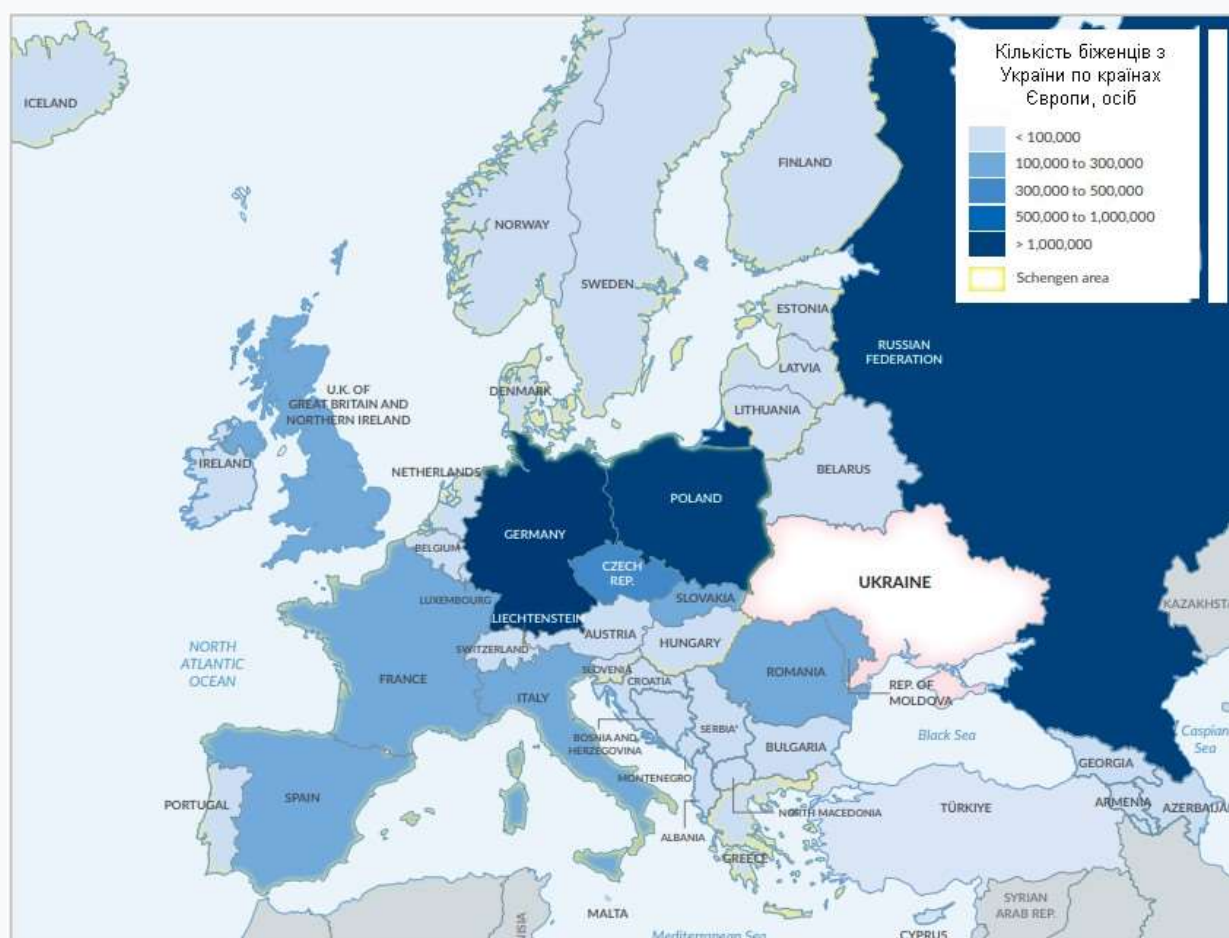 Кількість біженців з
України по країнах
Європи, осіб
< 100,000
100,000 to 300,000
300,000 to 500,000
500,000 to 1,000,000
> 1,000,000
Schengen area
ICELAND
FINLAND
NORWAY
SWEDEN
ESTONIA
RUSSIAN
FEDERATION
LATVIA
DENMARK
U.K. OF
GREAT BRITAIN AND
NORTHERN IRELAND
LITHUANIA
IRELAND
NETHERLANDS
BELARUS
POLAND
GERMANY
BELGIUM
CZECH
REP.
UKRAINE
LUXEMBOURG
SLOVAKIA
KAZAKHSTA
LIECHTENSTEIN
AUSTRIA
HUNGARY
SWITZERLAND
NORTH
ATLANTIC
OCEAN
SLOVENIA
CROATIA
ROMANIA
FRANCE
ITALY
REP. OF
MOLDOVA
BOSNIA AND
HERZEGOVINA
SERBIA
BULGARIA
Black Sea
Caspian
Sea
GEORGIA
MONTENEGRO
PORTUGAL
SPAIN
NORTH MACEDONIA
TÜRKIYE
ARMENIA
AZERBAIJAN
ALBANIA
GREECE
SYRIAN
ARAB REP.
MALTA
NISIA
CYPRUS
Mediterranean Sea